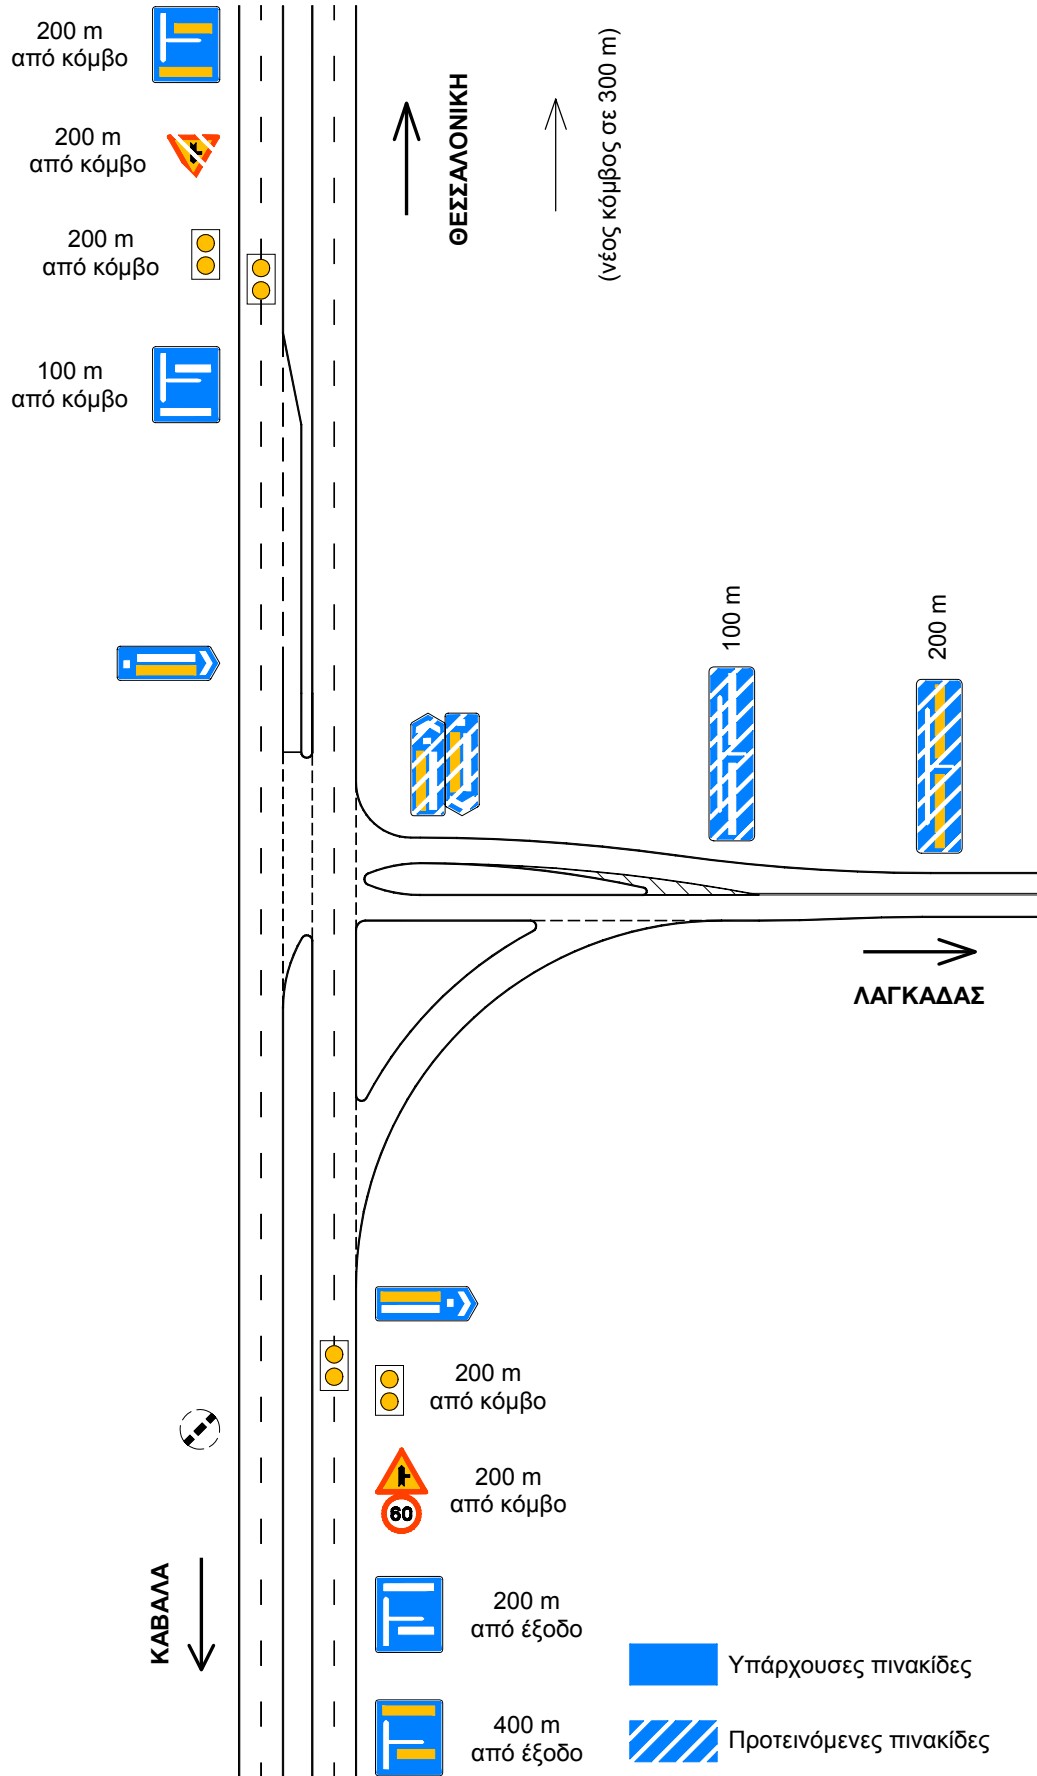 200 m
από κόμβο
200 m
από κόμβο
200 m
από κόμβο
100 m
από κόμβο
ΘΕΣΣΑΛΟΝΙΚΗ
(νέος κόμβος σε 300 m)
100 m
200 m
ΛΑΓΚΑΔΑΣ
200 m
από κόμβο
200 m
από κόμβο
60
ΚΑΒΑΛΑ
200 m
από έξοδο
400 m
από έξοδο
Υπάρχουσες πινακίδες
Προτεινόμενες πινακίδες